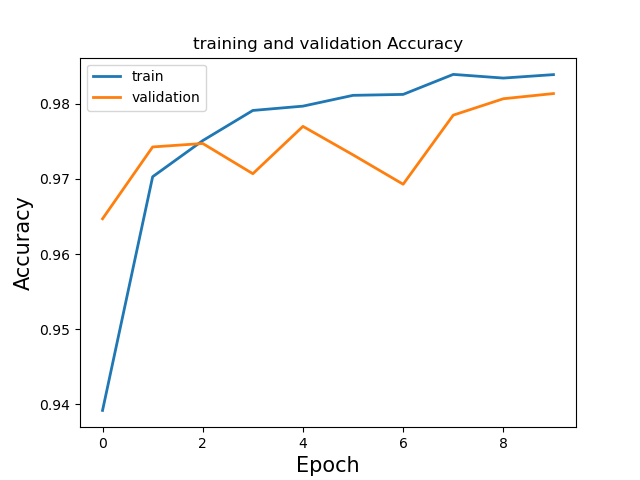 training and validation Accuracy
train
validation
Accuracy
0.98
0.97
0.96
0.95
0.94
0 2 4 6 8
Epoch